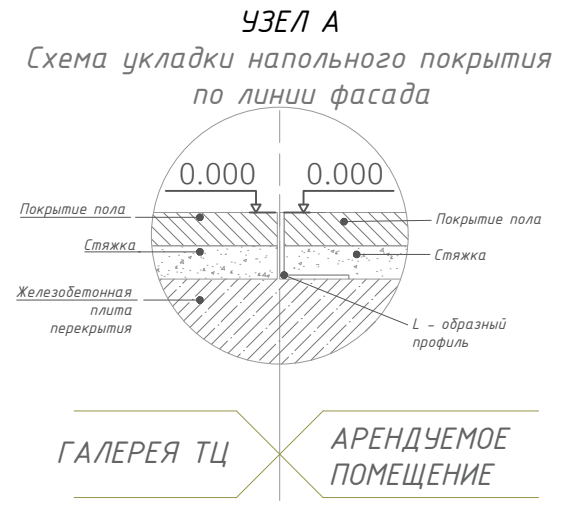 УЗЕЛ А
Схема укладки напольного покрытия
по линии фасада
0.000 0.000
Покрытие пола
Покрытие пола
Стяжка
Стяжка
Железобетонная
плита
перекрытия
L - образный
профиль
ГАЛЕРЕЯ ТЦ
АРЕНДУЕМОЕ
ПОМЕЩЕНИЕ